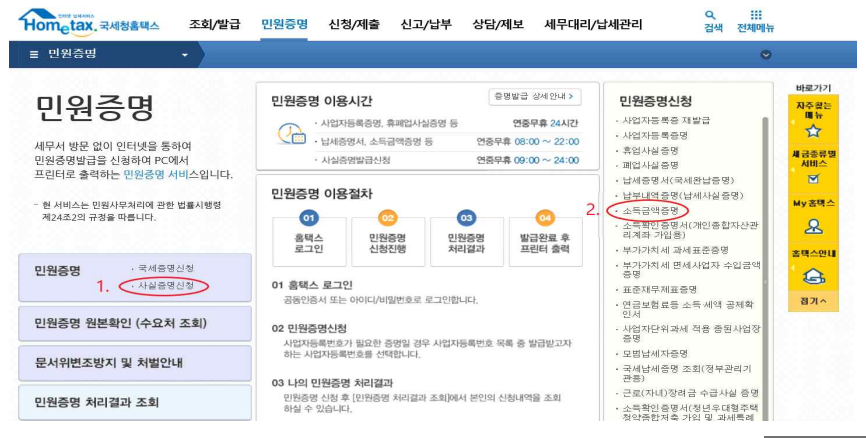 인터넷 납세서비스
Hometax. 국세청홈택스
조회/발급
민원증명
신청/제출
신고/납부
상담/제보
세무대리/납세관리
검색
전체메뉴
≡ 민원증명
민원증명
세무서 방문 없이 인터넷을 통하여
민원증명발급을 신청하여 PC에서
프린터로 출력하는 민원증명 서비스입니다.
- 현 서비스는 민원사무처리에 관한 법률시행령
제24조2의 규정을 따릅니다.
민원증명
· 국세증명신청
1. · 사실증명신청
민원증명 원본확인 (수요처 조회)
문서위변조방지 및 처벌안내
민원증명 처리결과 조회
민원증명 이용시간
증명발급 상세안내 >
· 사업자등록증명, 휴폐업사실증명 등 연중무휴 24시간
· 납세증명서, 소득금액증명 등 연중무휴 08:00 ~ 22:00
· 사실증명발급신청 연중무휴 09:00 ~ 24:00
민원증명 이용절차
01 02 03 04
홈택스 민원증명 민원증명 발급완료 후
로그인 신청진행 처리결과 프린터 출력
01 홈택스 로그인
공동인증서 또는 아이디/비밀번호로 로그인합니다.
02 민원증명신청
사업자등록번호가 필요한 증명일 경우 사업자등록번호 목록 중 발급받고자
하는 사업자등록번호를 선택합니다.
03 나의 민원증명 처리결과
민원증명 신청 후 [민원증명 처리결과 조회]에서 본인의 신청내역을 조회
하실 수 있습니다.
민원증명신청
· 사업자등록증 재발급
· 사업자등록증명
· 휴업사실증명
· 폐업사실증명
· 납세증명서(국세완납증명)
· 납부내역증명(납세사실증명)
2. · 소득금액증명
· 소득확인증명서(개인종합자산관
리계좌 가입용)
· 부가가치세 과세표준증명
· 부가가치세 면세사업자 수입금액
증명
· 표준재무제표증명
· 연금보험료등 소득·세액 공제확
인서
· 사업자단위과세 적용 종된사업장
증명
· 모범납세자증명
· 국세납세증명 조회(정부관리기
관용)
· 근로(자녀)장려금 수급사실 증명
· 소득확인증명서(청년우대형주택
청약종합저축 가입 및 과세특례
바로가기
자주찾는
메뉴
세금종류별
서비스
My홈택스
홈택스안내
접기 ^